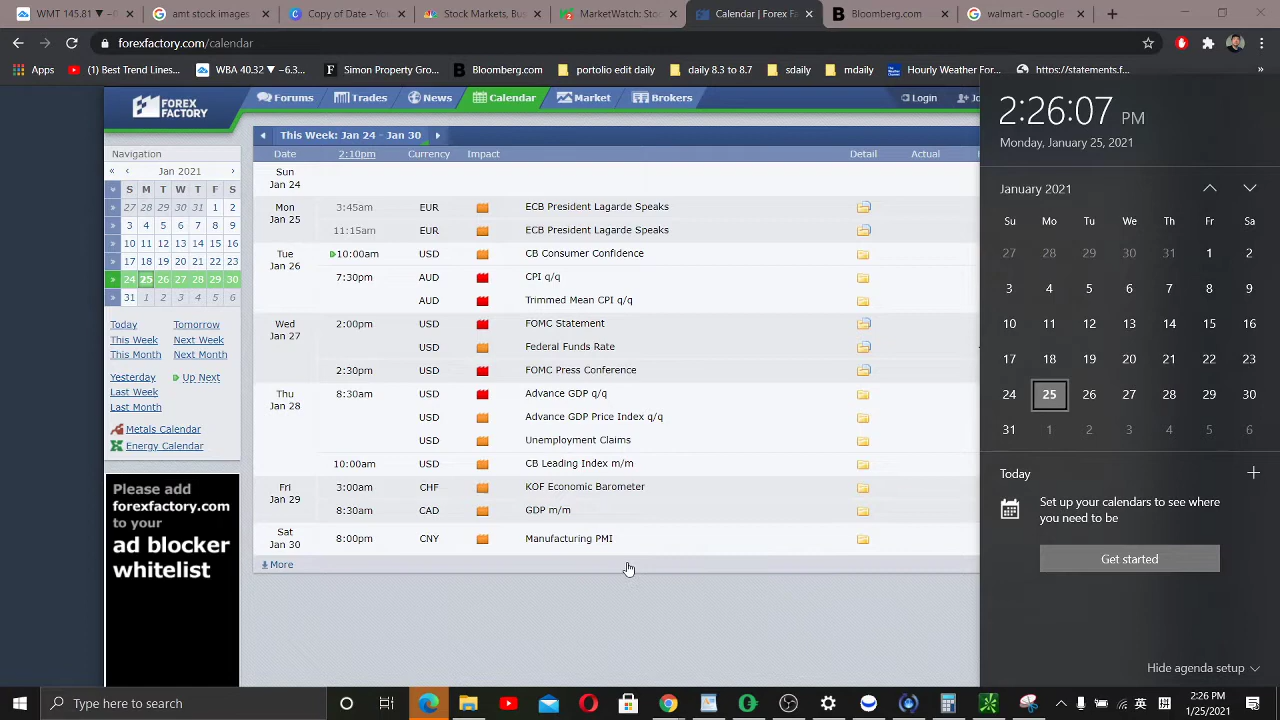 WMT 145.81 ▼ −
amt stock images
Copy of Date - You
Stock Markets, Bus
MarketWatch: Stoc
Calendar | Forex Fa
Bloomberg.com
walmart - Google
forexfactory.com/calendar
Apps
(1) Best Trend Lines...
WBA 40.32 ▼ −6.3...
Simon Property Gro...
Bloomberg.com
portolio edit daily
daily 8.3 to 8.7
sdaily
mdaily
Hourly Weather For...
https://statements.f...
»
FOREX
FACTORY
Forums
Trades
News
Calendar
Market
Brokers
Login
Jo
Navigation
« ‹ Jan 2021 ›
S M T W T F S
» 27 28 29 30 31 1 2
» 3 4 5 6 7 8 9
» 10 11 12 13 14 15 16
» 17 18 19 20 21 22 23
» 24 25 26 27 28 29 30
» 31 1 2 3 4 5 6
Today Tomorrow
This Week Next Week
This Month Next Month
Yesterday Up Next
Last Week
Last Month
Metals Calendar
Energy Calendar
Please add
forexfactory.com
to your
ad blocker
whitelist
This Week: Jan 24 - Jan 30
Date 2:10pm Currency Impact Detail Actual
Sun
Jan 24
Mon
Jan 25
3:45am EUR ECB President Lagarde Speaks
11:15am EUR ECB President Lagarde Speaks
Tue
Jan 26
10:00am USD CB Consumer Confidence
7:30pm AUD CPI q/q
AUD Trimmed Mean CPI q/q
Wed
Jan 27
2:00pm USD FOMC Statement
USD Federal Funds Rate
2:30pm USD FOMC Press Conference
Thu
Jan 28
8:30am USD Advance GDP q/q
USD Advance GDP Price Index q/q
USD Unemployment Claims
10:00am USD CB Leading Index m/m
Fri
Jan 29
3:00am CHF KOF Economic Barometer
8:30am CAD GDP m/m
Sat
Jan 30
8:00pm CNY Manufacturing PMI
More
2:26:07 PM
Monday, January 25, 2021
January 2021
Su Mo Tu We Th Fr Sa
27 28 29 30 31 1 2
3 4 5 6 7 8 9
10 11 12 13 14 15 16
17 18 19 20 21 22 23
24 25 26 27 28 29 30
31 1 2 3 4 5 6
Today
Set up your calendars to see where
you need to be
Get started
Hide agenda setup
Type here to search
英
拼
2:26 PM
1/25/2021